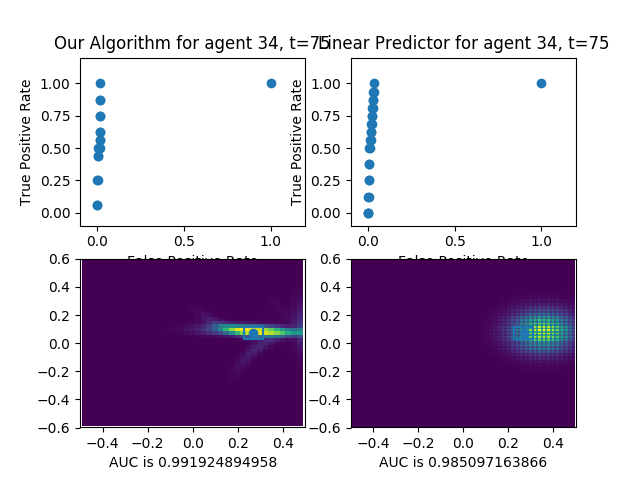 Our Algorithm for agent 34, t=75
Linear Predictor for agent 34, t=75
True Positive Rate
1.00
0.75
0.50
0.25
0.00
0.0 0.5 1.0
False Positive Rate
True Positive Rate
1.00
0.75
0.50
0.25
0.00
0.0 0.5 1.0
False Positive Rate
0.6
0.4
0.2
0.0
−0.2
−0.4
−0.6
−0.4 −0.2 0.0 0.2 0.4
AUC is 0.991924894958
0.6
0.4
0.2
0.0
−0.2
−0.4
−0.6
−0.4 −0.2 0.0 0.2 0.4
AUC is 0.985097163866